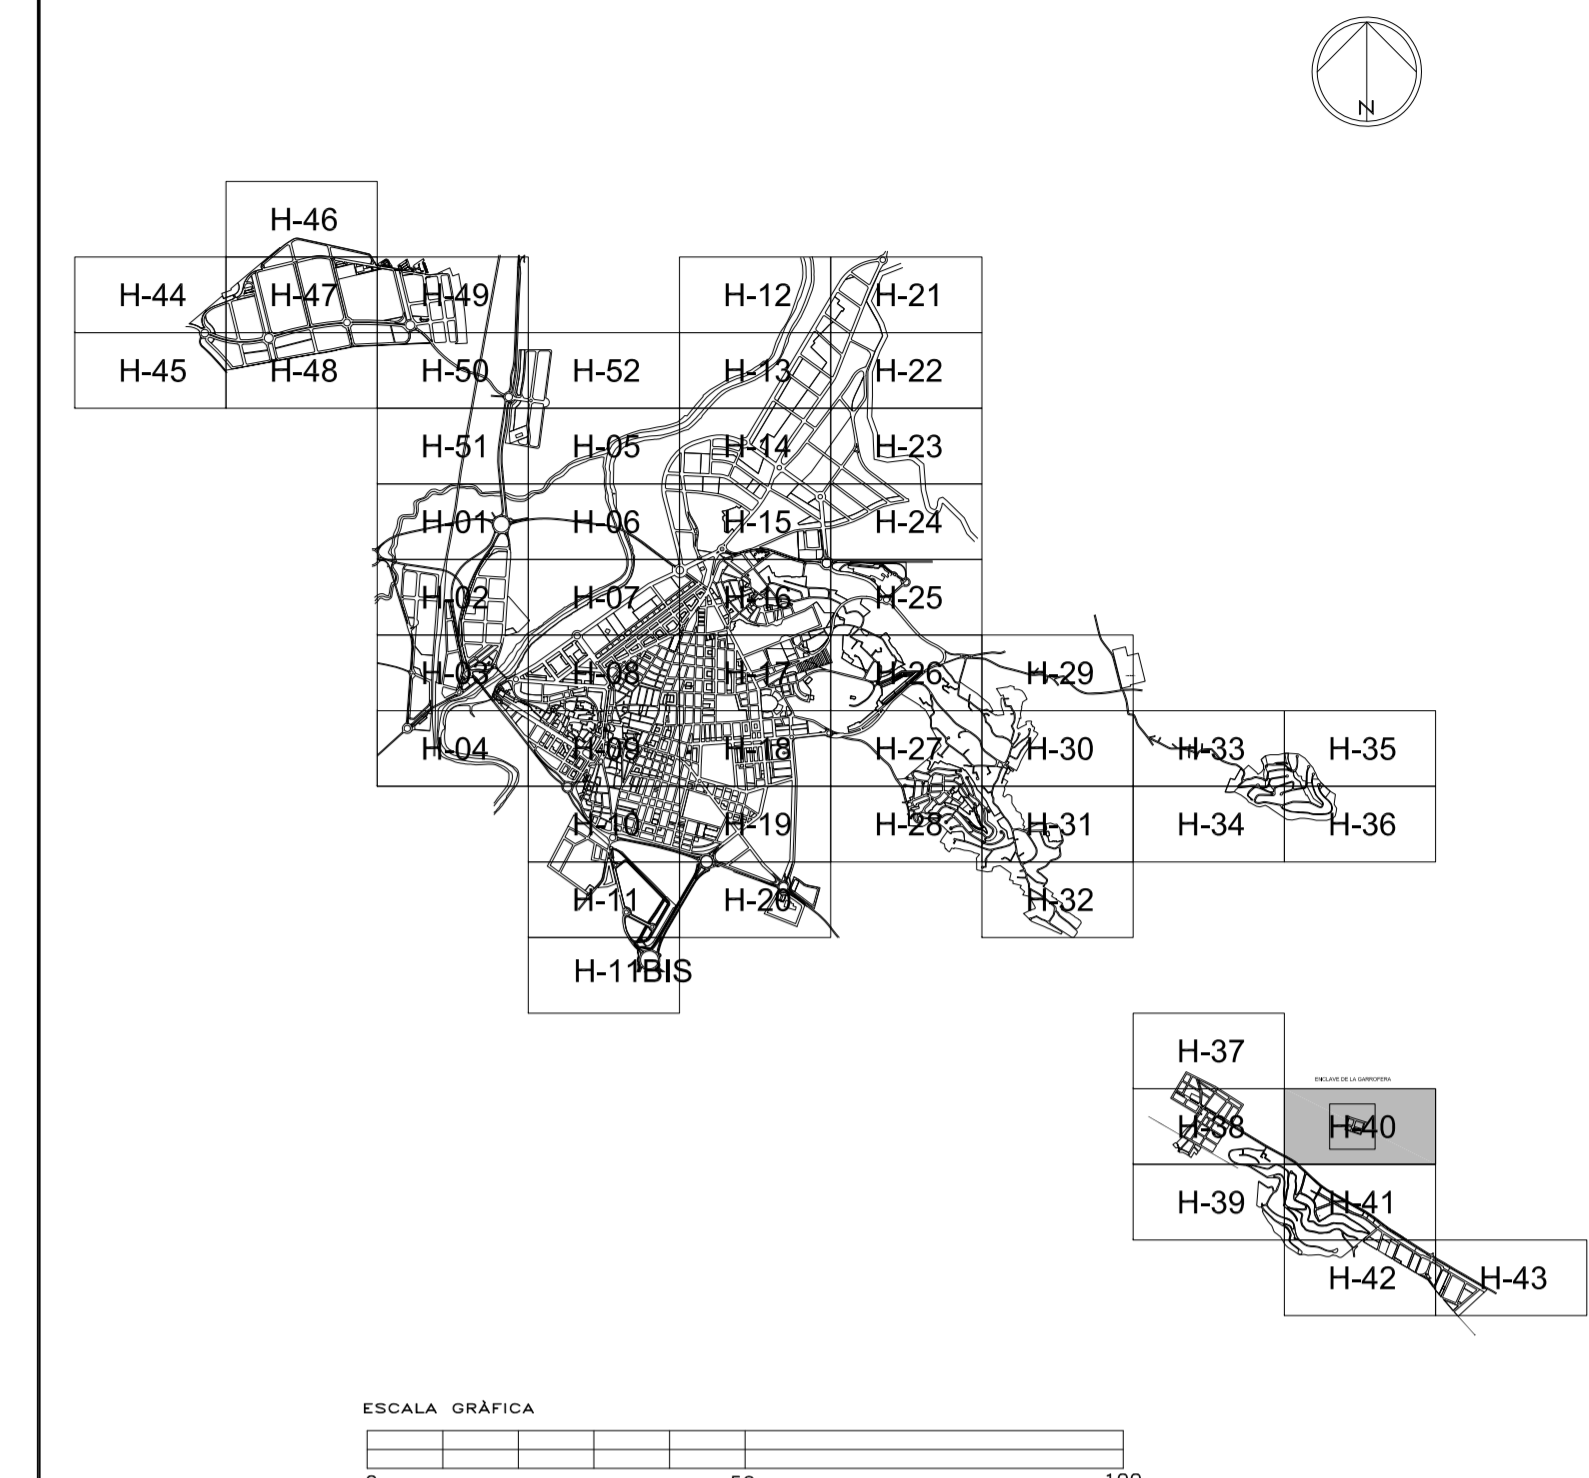 N
H-46
H-44 H-47 H-49 H-12 H-21
H-45 H-48 H-50 H-52 H-13 H-22
H-51 H-05 H-14 H-23
H-01 H-06 H-15 H-24
H-02 H-07 H-16 H-25
H-03 H-08 H-17 H-26 H-29
H-04 H-09 H-18 H-27 H-30 H-33 H-35
H-10 H-19 H-28 H-31 H-34 H-36
H-11 H-20 H-32
H-11BIS
H-37
ENCLAVE DE LA GARROFERA
H-38 H-40
H-39 H-41
H-42 H-43
ESCALA GRÀFICA
0 50 100